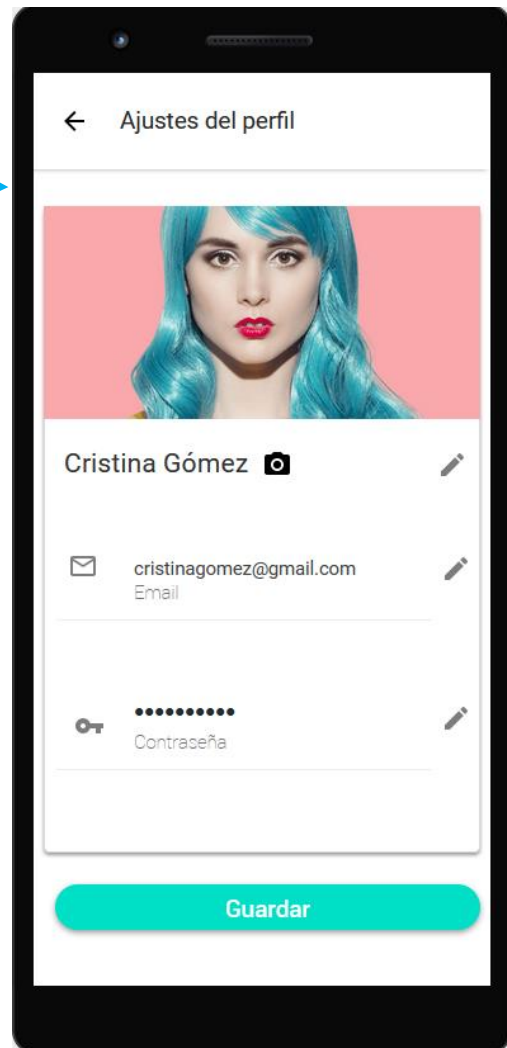 Ajustes del perfil
Cristina Gómez
cristinagomez@gmail.com
Email
••••••••••
Contraseña
Guardar